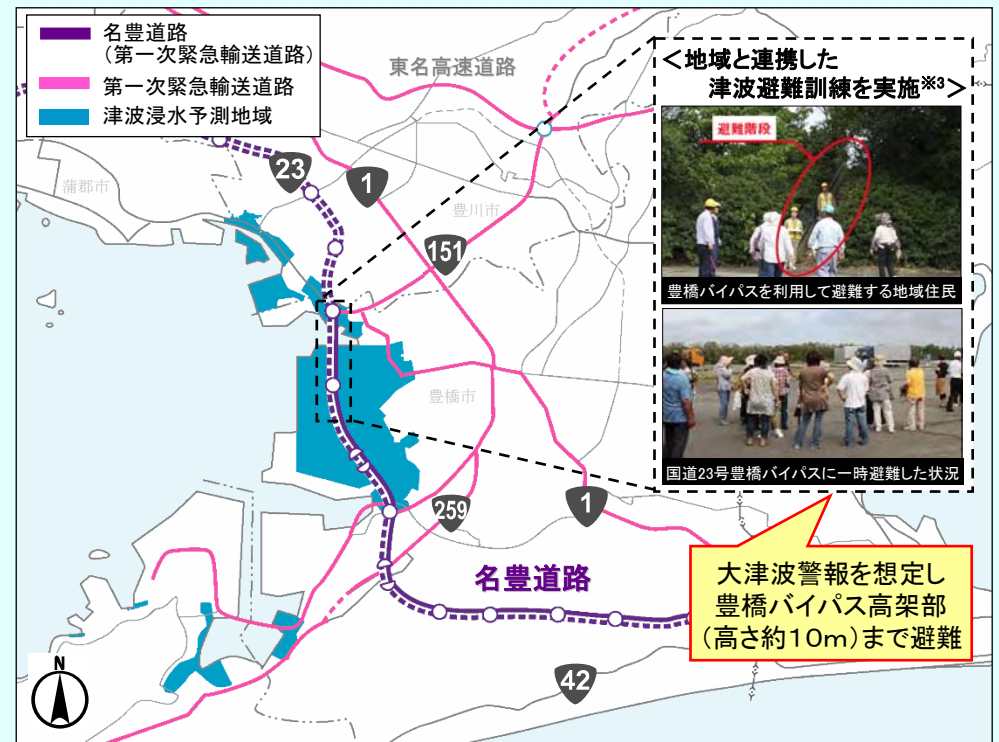 名豊道路
(第一次緊急輸送道路)
第一次緊急輸送道路
津波浸水予測地域
東名高速道路
＜地域と連携した
津波避難訓練を実施※3＞
避難階段
豊橋バイパスを利用して避難する地域住民
国道23号豊橋バイパスに一時避難した状況
蒲郡市
23
1
豊川市
151
豊橋市
259
1
名豊道路
大津波警報を想定し
豊橋バイパス高架部
(高さ約10m)まで避難
42
N